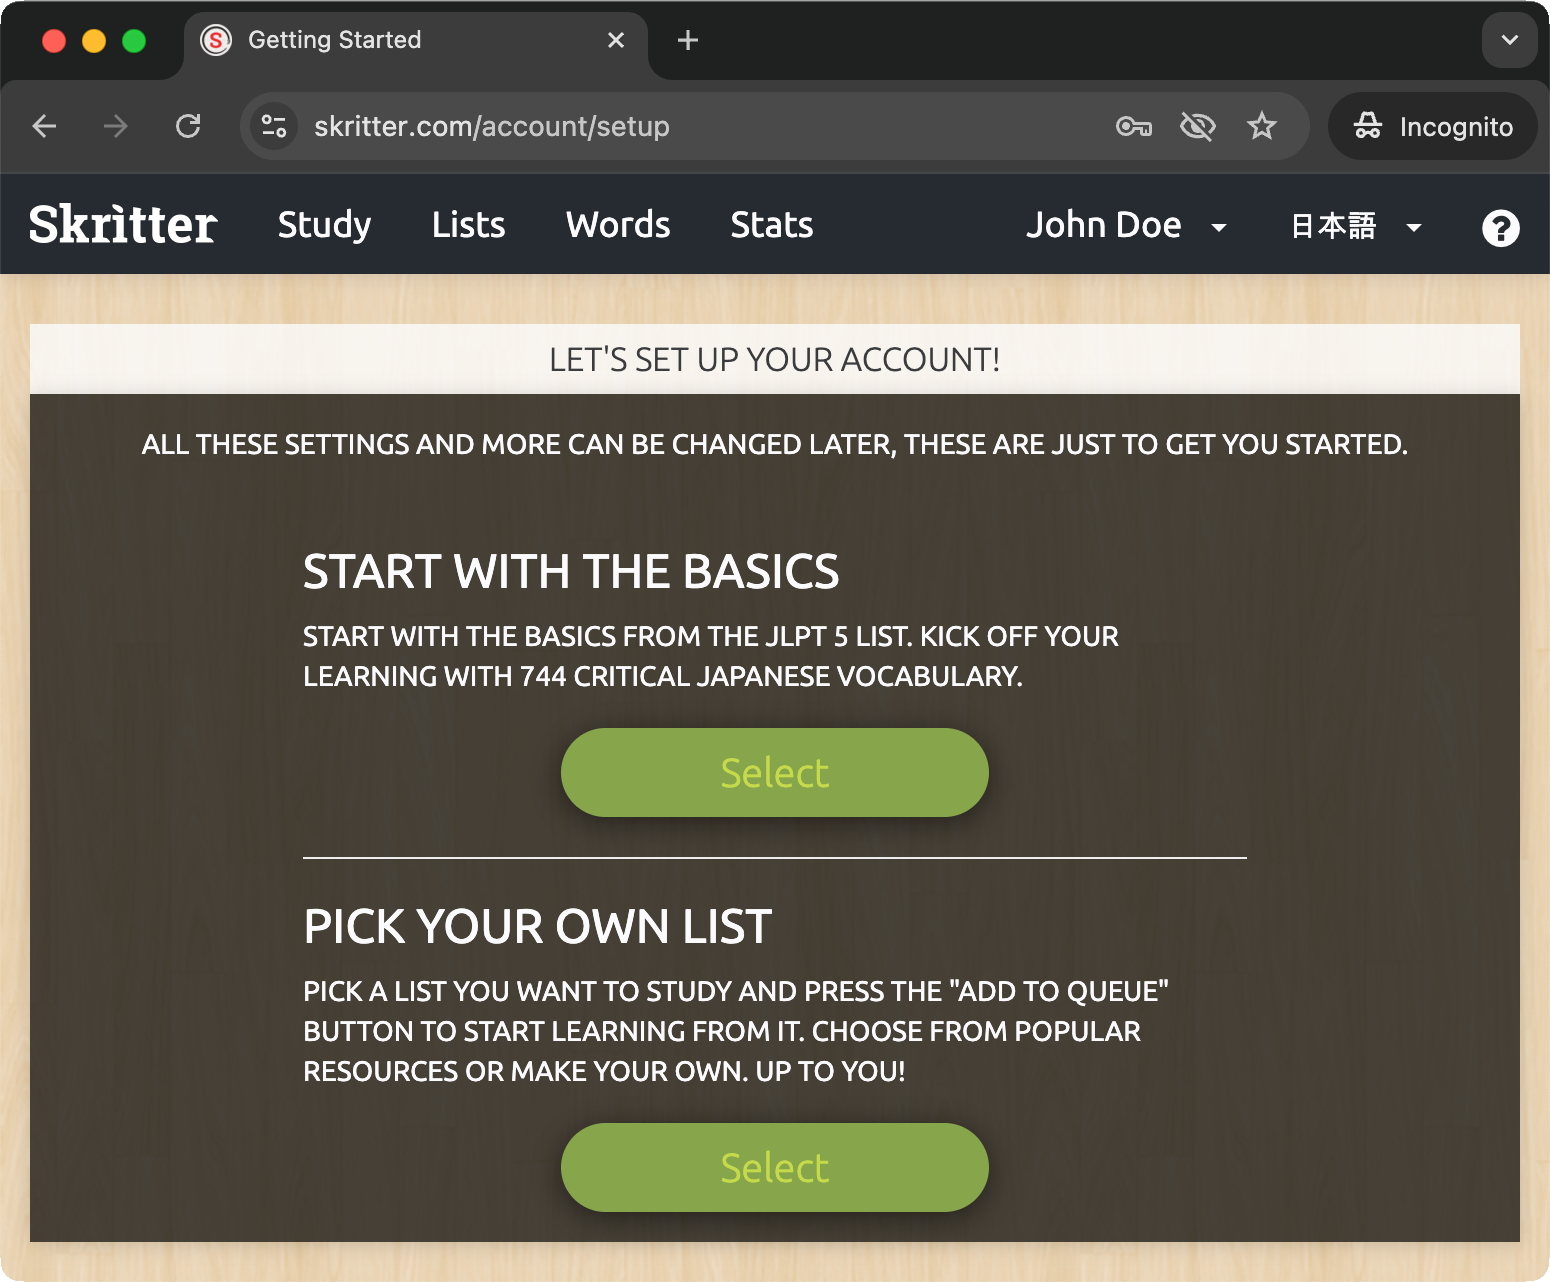 Getting Started
skritter.com/account/setup
Incognito
Skritter Study Lists Words Stats John Doe 日本語
LET'S SET UP YOUR ACCOUNT!
ALL THESE SETTINGS AND MORE CAN BE CHANGED LATER, THESE ARE JUST TO GET YOU STARTED.
START WITH THE BASICS
START WITH THE BASICS FROM THE JLPT 5 LIST. KICK OFF YOUR
LEARNING WITH 744 CRITICAL JAPANESE VOCABULARY.
Select
PICK YOUR OWN LIST
PICK A LIST YOU WANT TO STUDY AND PRESS THE "ADD TO QUEUE"
BUTTON TO START LEARNING FROM IT. CHOOSE FROM POPULAR
RESOURCES OR MAKE YOUR OWN. UP TO YOU!
Select